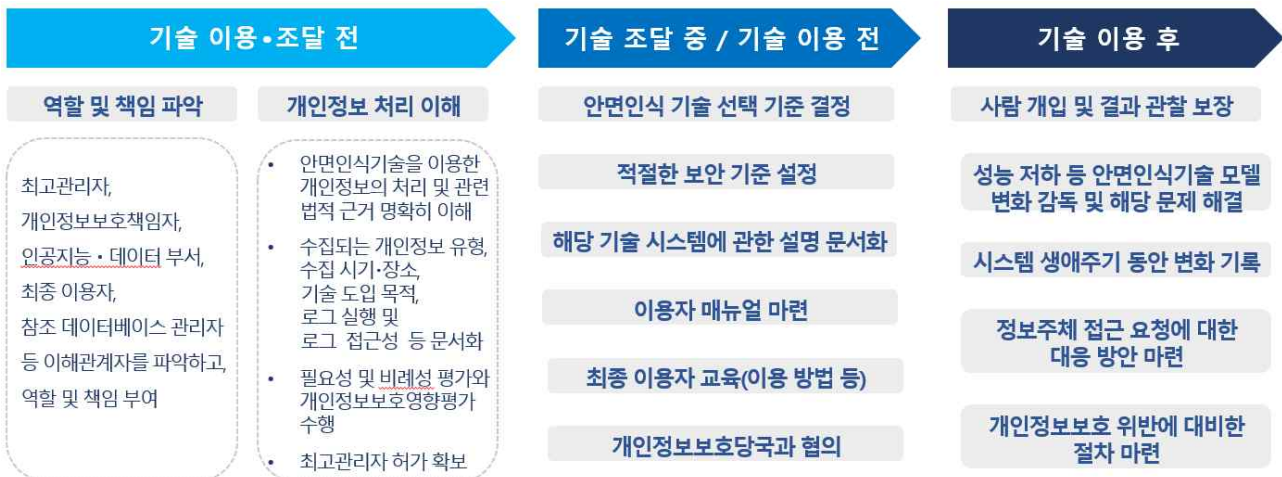 기술 이용•조달 전
역할 및 책임 파악
최고관리자,
개인정보보호책임자,
인공지능•데이터 부서,
최종 이용자,
참조 데이터베이스 관리자
등 이해관계자를 파악하고,
역할 및 책임 부여
개인정보 처리 이해
• 안면인식기술을 이용한
개인정보의 처리 및 관련
법적 근거 명확히 이해
• 수집되는 개인정보 유형,
수집 시기•장소,
기술 도입 목적,
로그 실행 및
로그 접근성 등 문서화
• 필요성 및 비례성 평가와
개인정보보호영향평가
수행
• 최고관리자 허가 확보
기술 조달 중 / 기술 이용 전
안면인식 기술 선택 기준 결정
적절한 보안 기준 설정
해당 기술 시스템에 관한 설명 문서화
이용자 매뉴얼 마련
최종 이용자 교육(이용 방법 등)
개인정보보호당국과 협의
기술 이용 후
사람 개입 및 결과 관찰 보장
성능 저하 등 안면인식기술 모델
변화 감독 및 해당 문제 해결
시스템 생애주기 동안 변화 기록
정보주체 접근 요청에 대한
대응 방안 마련
개인정보보호 위반에 대비한
절차 마련